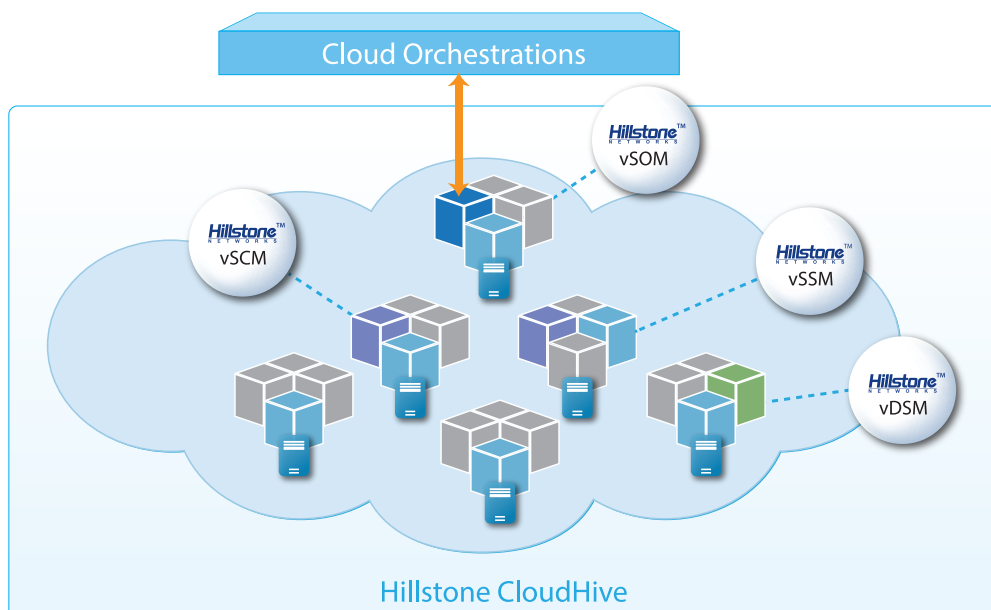 Cloud Orchestrations
Hillstone™
NETWORKS
vSOM
Hillstone™
NETWORKS
vSCM
Hillstone™
NETWORKS
vSSM
Hillstone™
NETWORKS
vDSM
Hillstone CloudHive